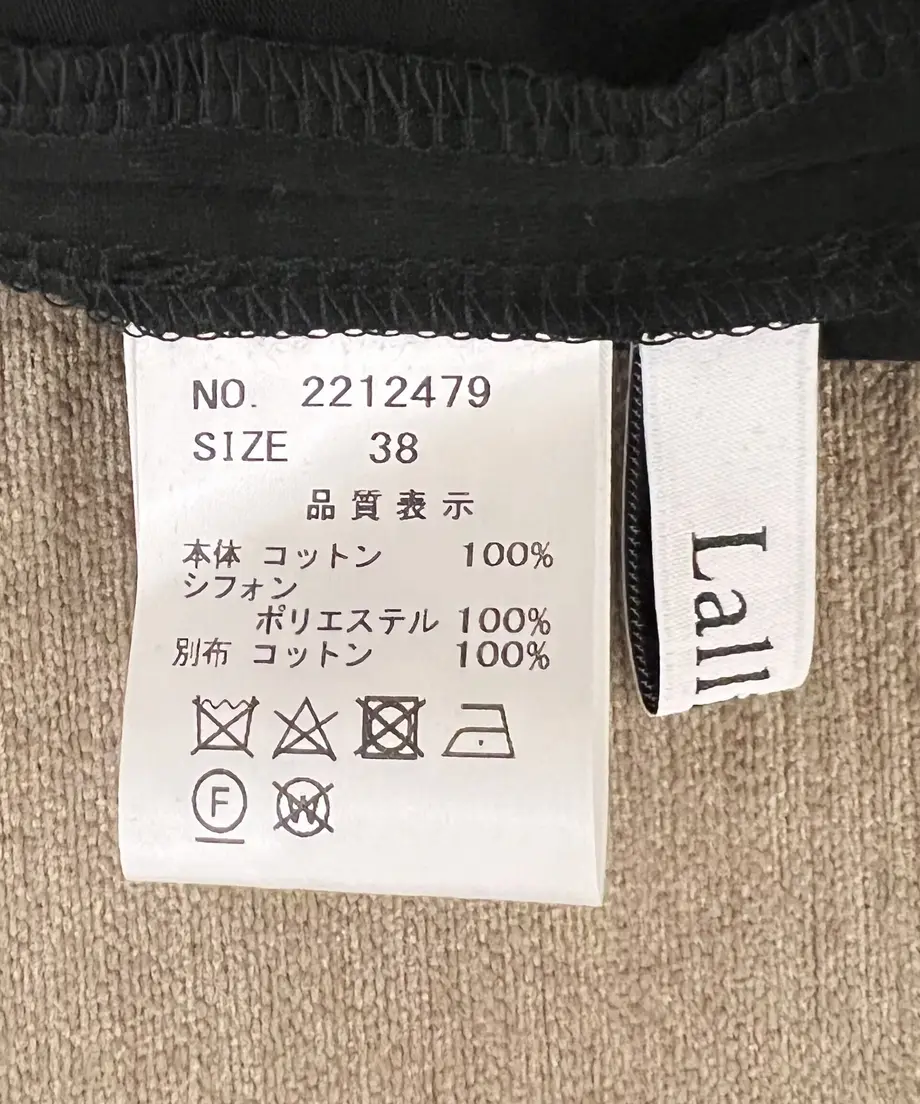 NO. 2212479
SIZE 38
品質表示
本体 コットン 100%
シフォン
ポリエステル 100%
別布 コットン 100%
F
W
Lall